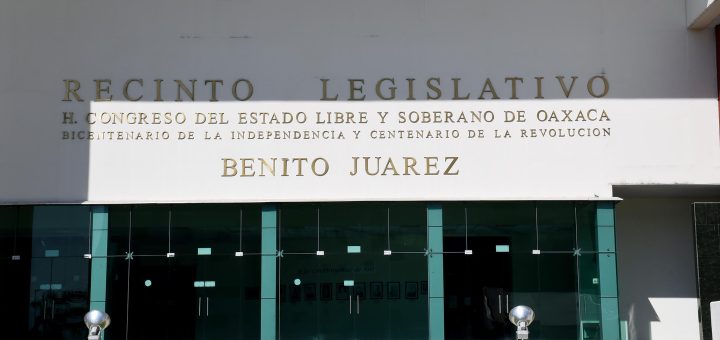 RECINTO LEGISLATIVO
H. CONGRESO DEL ESTADO LIBRE Y SOBERANO DE OAXACA
BICENTENARIO DE LA INDEPENDENCIA Y CENTENARIO DE LA REVOLUCION
BENITO JUAREZ